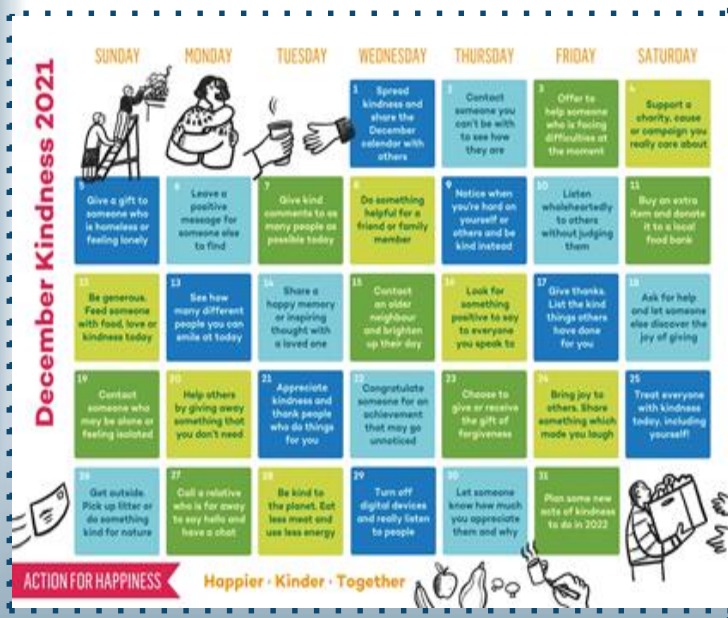 December Kindness 2021
SUNDAY MONDAY TUESDAY WEDNESDAY THURSDAY FRIDAY SATURDAY
1 Spread
kindness and
share the
December
calendar with
others
2 Contact
someone you
can't be with
to see how
they are
3 Offer to
help someone
who is facing
difficulties at
the moment
4
Support a
charity, cause
or campaign you
really care about
5
Give a gift to
someone who
is homeless or
feeling lonely
6
Leave a
positive
message for
someone else
to find
7
Give kind
comments to as
many people as
possible today
8
Do something
helpful for a
friend or family
member
9 Notice when
you're hard on
yourself or
others and be
kind instead
10 Listen
wholeheartedly
to others
without judging
them
11
Buy an extra
item and donate
it to a local
food bank
12
Be generous.
Feed someone
with food, love or
kindness today
13
See how
many different
people you can
smile at today
14
Share a
happy memory
or inspiring
thought with
a loved one
15 Contact
an older
neighbour
and brighten
up their day
16 Look for
something
positive to say
to everyone
you speak to
17 Give thanks.
List the kind
things others
have done
for you
18
Ask for help
and let someone
else discover the
joy of giving
19
Contact
someone who
may be alone or
feeling isolated
20
Help others
by giving away
something that
you don't need
21
Appreciate
kindness and
thank people
who do things
for you
22
Congratulate
someone for an
achievement
that may go
unnoticed
23
Choose to
give or receive
the gift of
forgiveness
24
Bring joy to
others. Share
something which
made you laugh
25
Treat everyone
with kindness
today, including
yourself!
26
Get outside.
Pick up litter or
do something
kind for nature
27
Call a relative
who is far away
to say hello and
have a chat
28
Be kind to
the planet. Eat
less meat and
use less energy
29
Turn off
digital devices
and really listen
to people
30
Let someone
know how much
you appreciate
them and why
31
Plan some new
acts of kindness
to do in 2022
ACTION FOR HAPPINESS
Happier · Kinder · Together